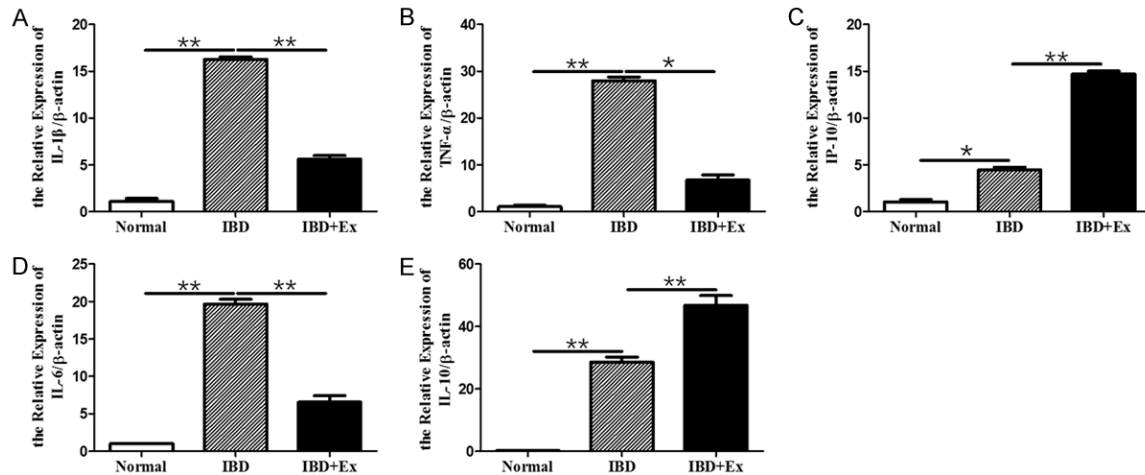 A
the Relative Expression of
IL-1β/β-actin
20
15
10
5
0
** **
Normal IBD IBD+Ex
B
the Relative Expression of
TNF-α/β-actin
40
30
20
10
0
** *
Normal IBD IBD+Ex
C
the Relative Expression of
IP-10/β-actin
20
15
10
5
0
**
*
Normal IBD IBD+Ex
D
the Relative Expression of
IL-6/β-actin
25
20
15
10
5
0
** **
Normal IBD IBD+Ex
E
the Relative Expression of
IL-10/β-actin
60
40
20
0
**
**
Normal IBD IBD+Ex